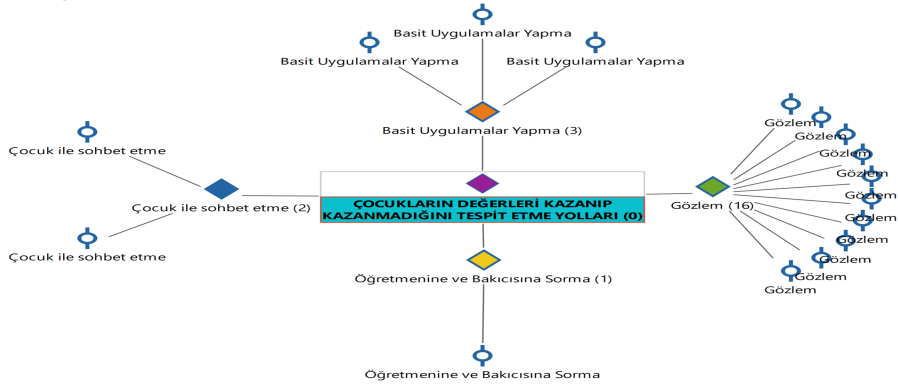 Basit Uygulamalar Yapma
Basit Uygulamalar Yapma
Basit Uygulamalar Yapma
Basit Uygulamalar Yapma (3)
Çocuk ile sohbet etme
Çocuk ile sohbet etme (2)
Çocuk ile sohbet etme
ÇOCUKLARIN DEĞERLERİ KAZANIP
KAZANMADIĞINI TESPİT ETME YOLLARI (0)
Gözlem (16)
Gözlem
Gözlem
Gözlem
Gözlem
Gözlem
Gözlem
Gözlem
Gözlem
Gözlem
Gözlem
Öğretmenine ve Bakıcısına Sorma (1)
Öğretmenine ve Bakıcısına Sorma